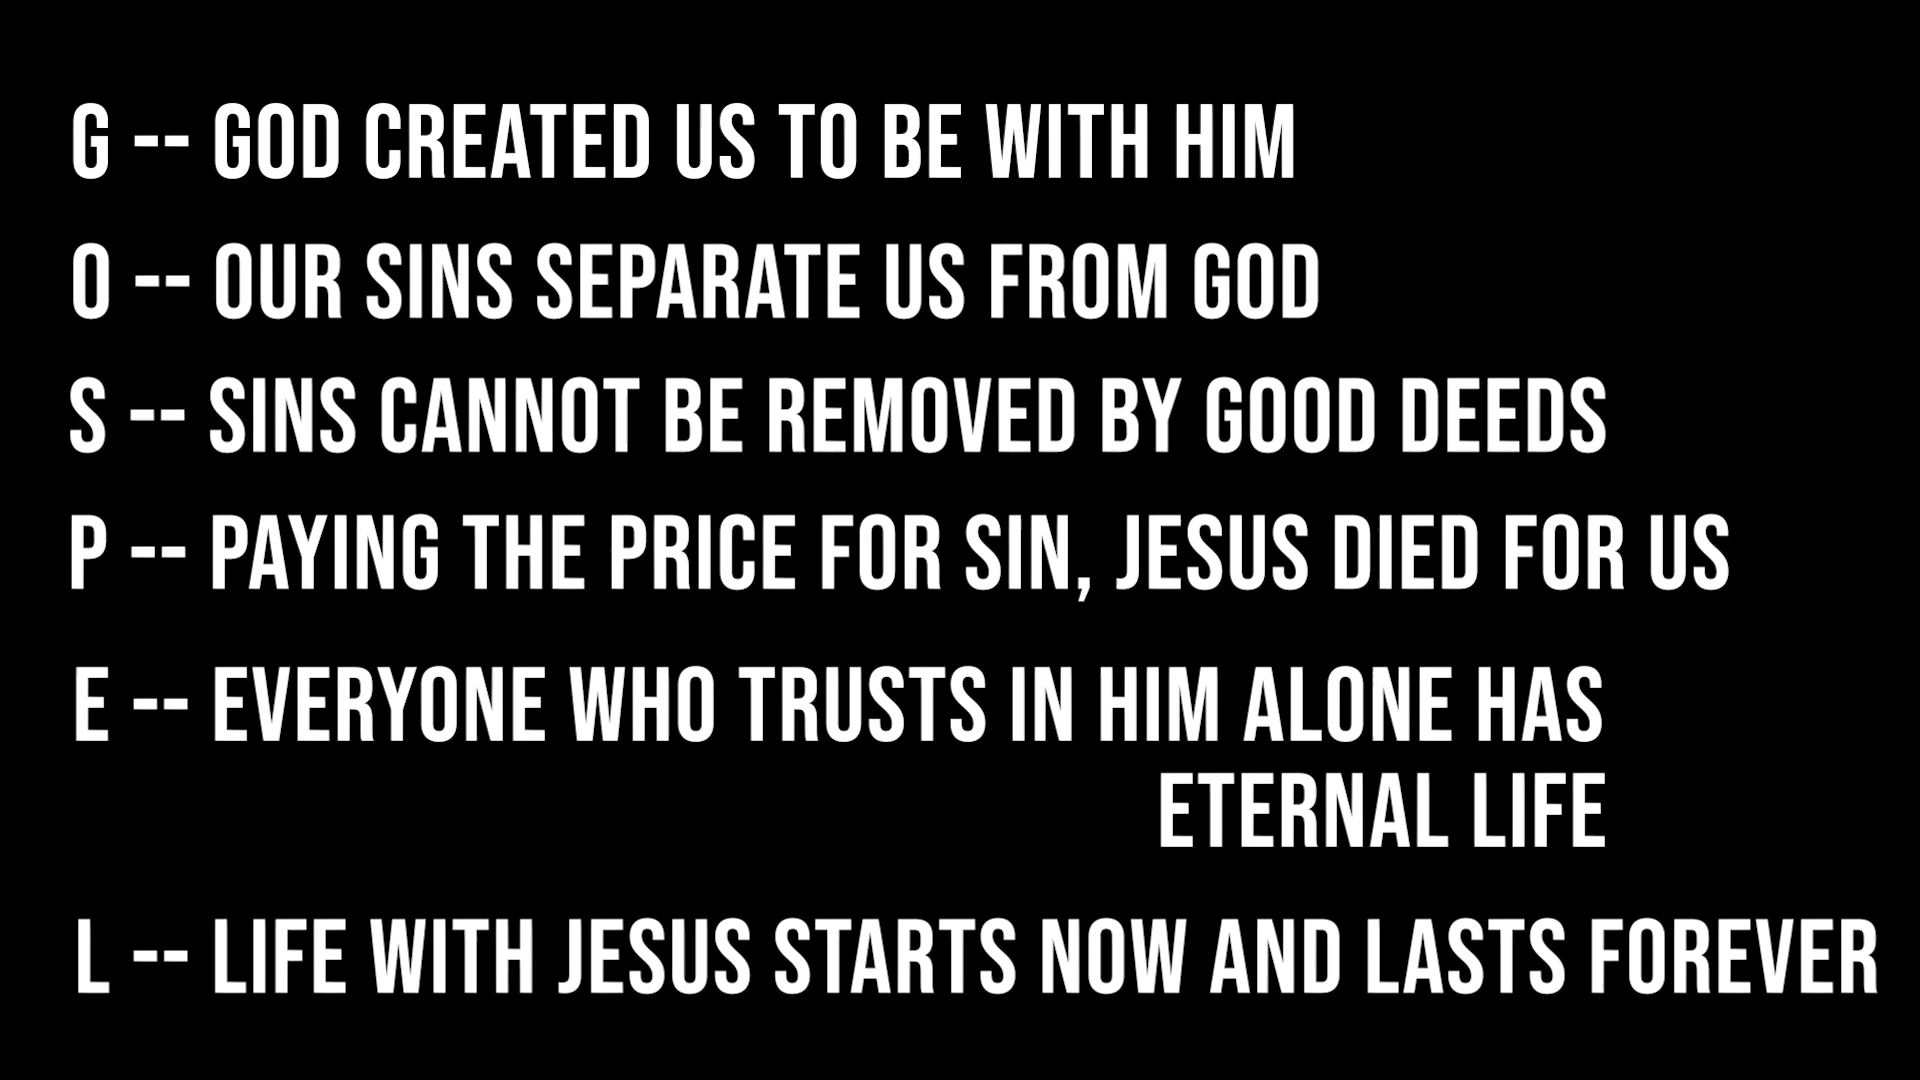 G -- GOD CREATED US TO BE WITH HIM
O -- OUR SINS SEPARATE US FROM GOD
S -- SINS CANNOT BE REMOVED BY GOOD DEEDS
P -- PAYING THE PRICE FOR SIN, JESUS DIED FOR US
E -- EVERYONE WHO TRUSTS IN HIM ALONE HAS
ETERNAL LIFE
L -- LIFE WITH JESUS STARTS NOW AND LASTS FOREVER